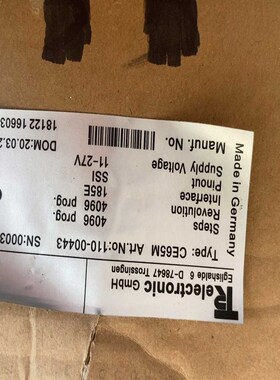 TR
Relectronic GmbH
Eglishalde 6 D-78647 Trossingen
Type: CE65M Art.No:110-00443 SN:0003
Steps 4096 prog.
Revolution 4096 prog.
Interface 185E
Pinout SSI
Supply Voltage 11-27V
Manuf. No. 18122 16603
Made in Germany DOM:20.03.2